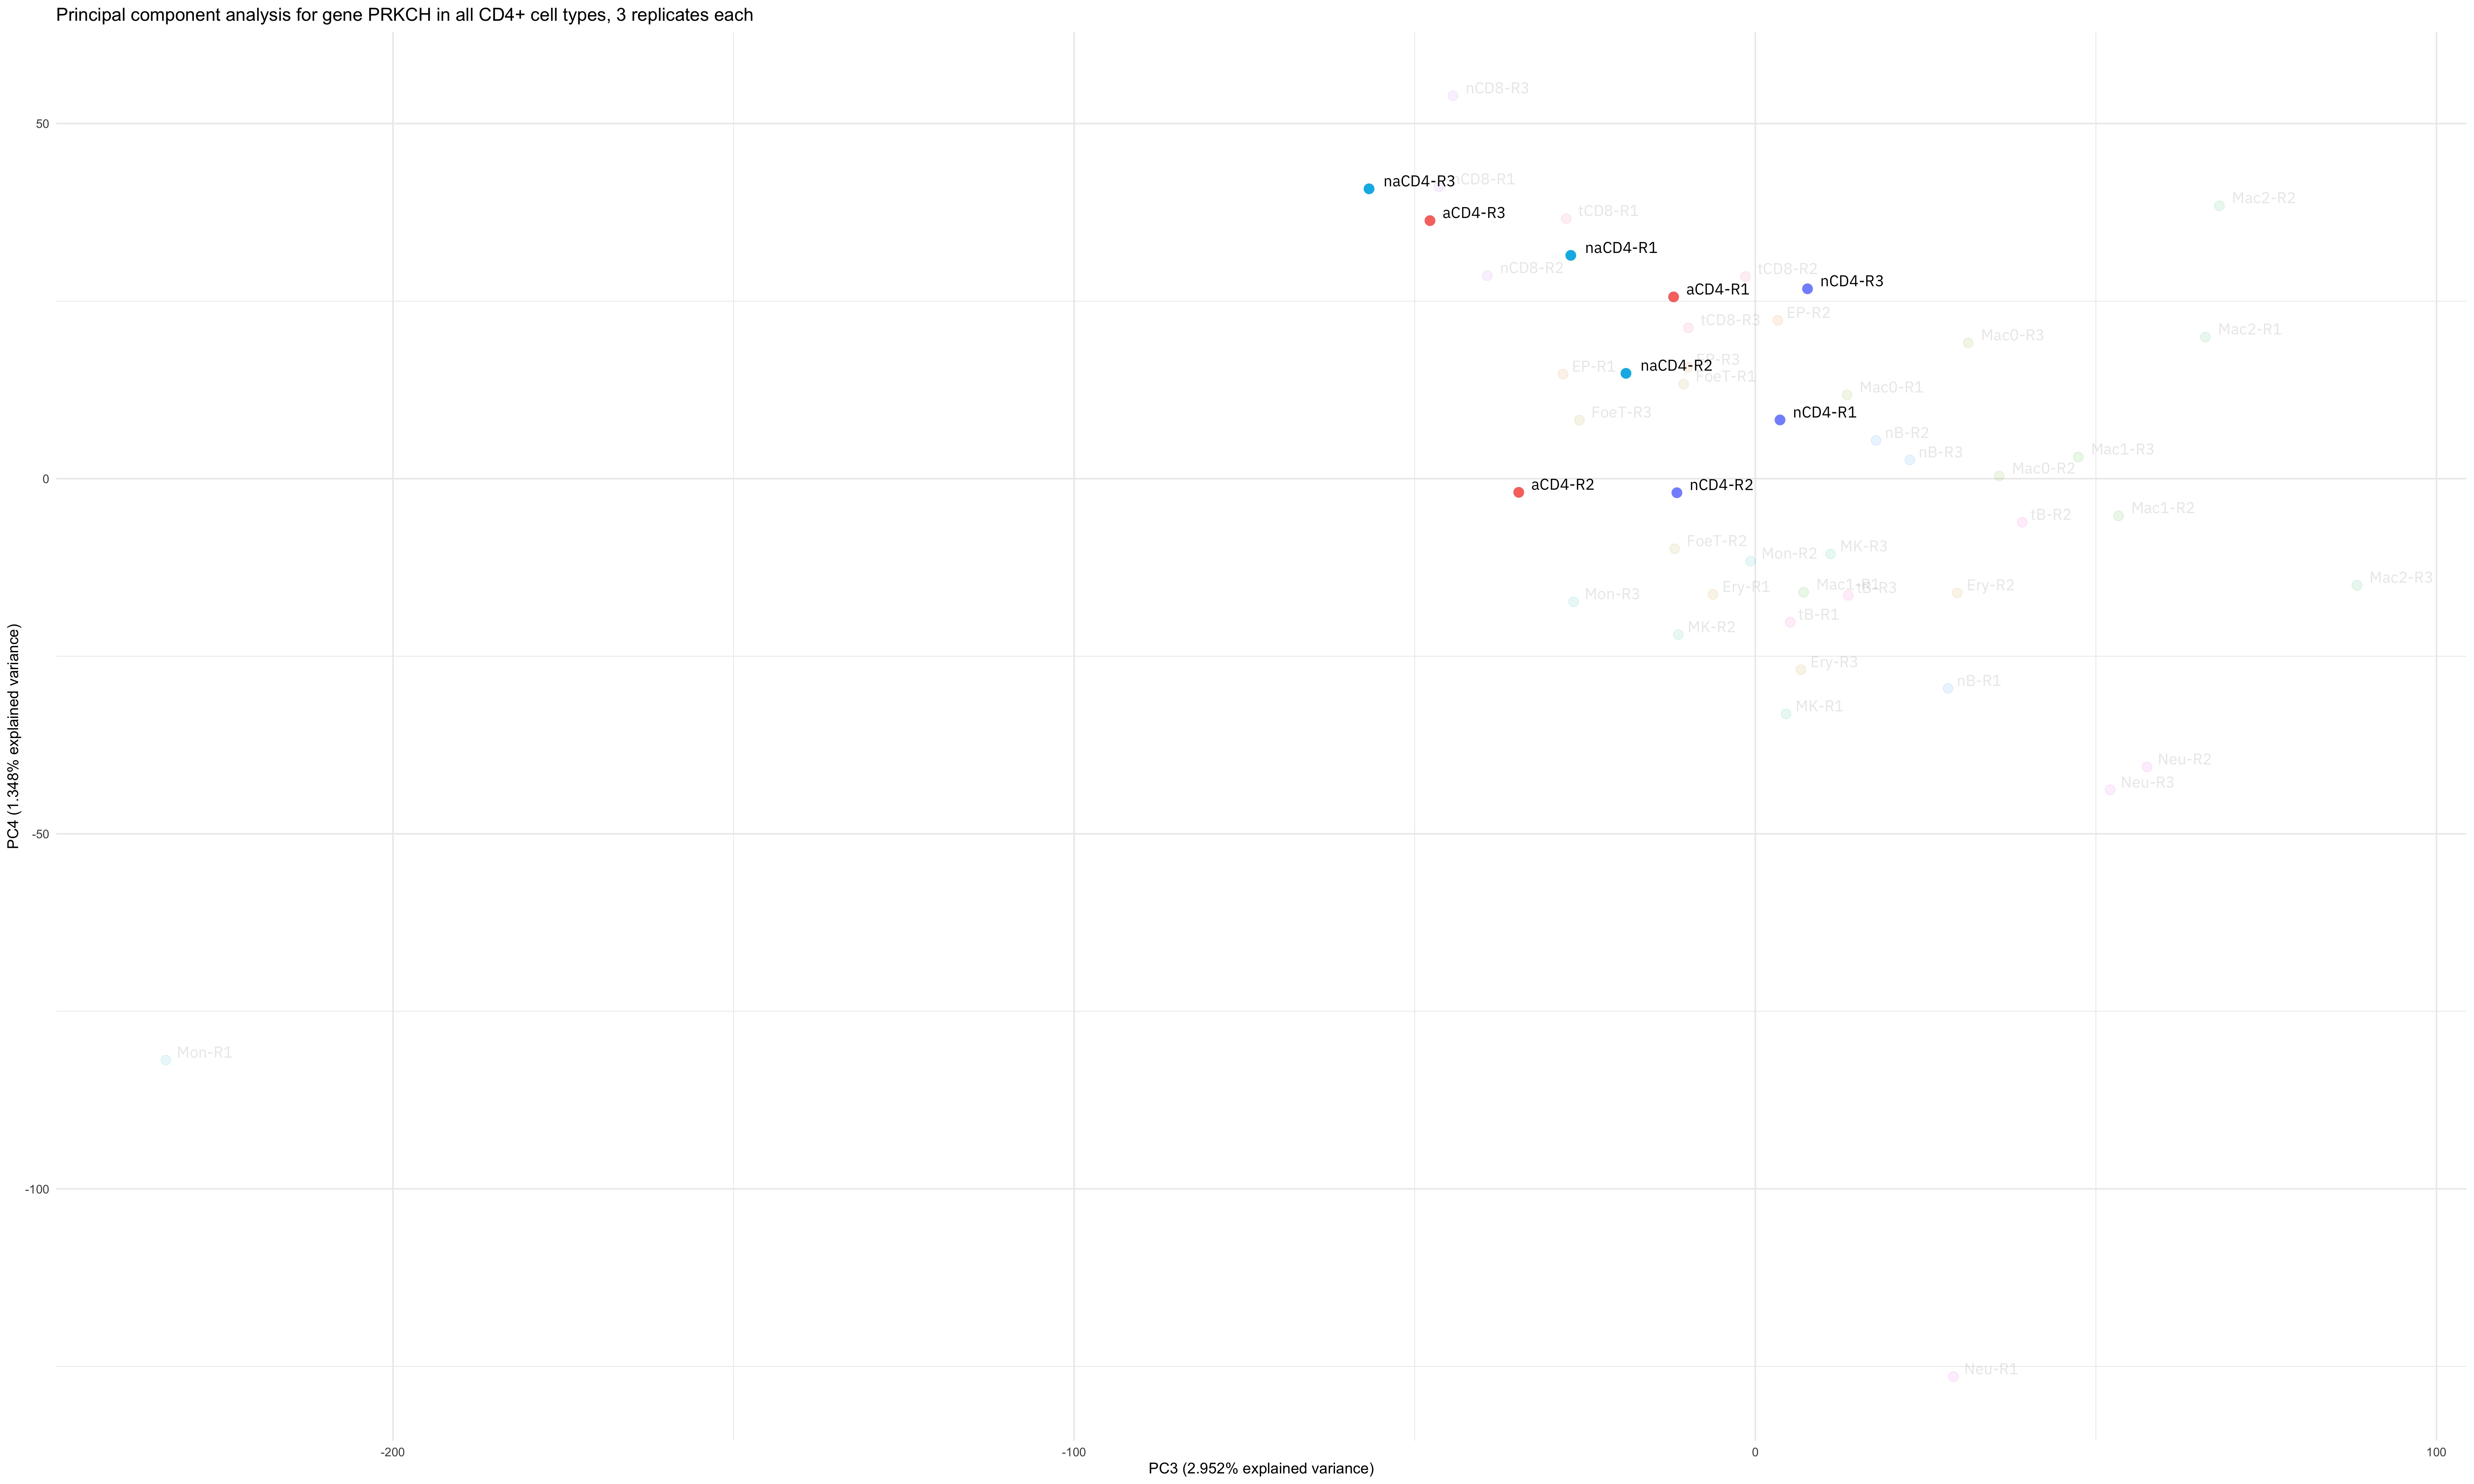 Principal component analysis for gene PRKCH in all CD4+ cell types, 3 replicates each
nCD8-R3
50
naCD4-R3
nCD8-R1
Mac2-R2
aCD4-R3
tCD8-R1
naCD4-R1
nCD8-R2
tCD8-R2
nCD4-R3
aCD4-R1
EP-R2
tCD8-R3
Mac2-R1
Mac0-R3
EP-R1
naCD4-R2
EP-R3
FoeT-R1
Mac0-R1
FoeT-R3
nCD4-R1
nB-R2
nB-R3
Mac1-R3
Mac0-R2
0
aCD4-R2
nCD4-R2
tB-R2
Mac1-R2
FoeT-R2
Mon-R2
MK-R3
Mac2-R3
Mon-R3
Ery-R1
Mac1-R1
tB-R3
Ery-R2
tB-R1
MK-R2
Ery-R3
nB-R1
MK-R1
Neu-R2
Neu-R3
-50
PC4 (1.348% explained variance)
Mon-R1
-100
Neu-R1
-200
-100
0
100
PC3 (2.952% explained variance)